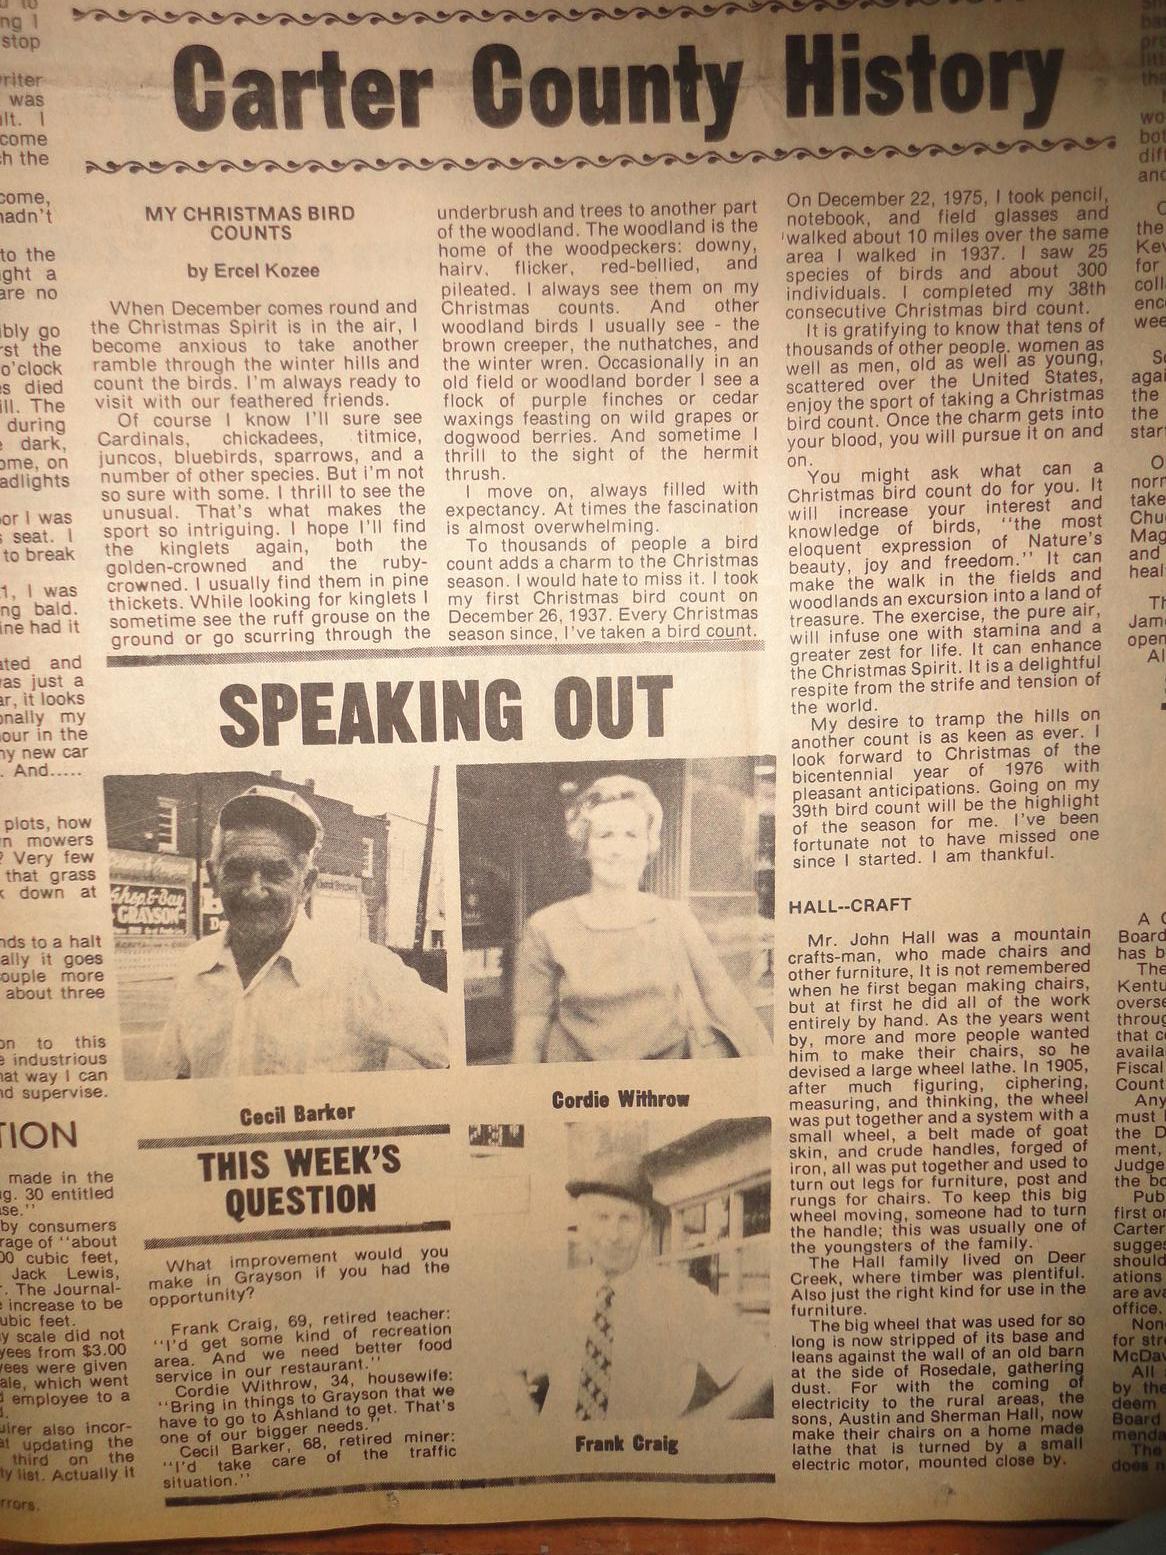 Carter County History
MY CHRISTMAS BIRD
COUNTS
by Ercel Kozee
When December comes round and
the Christmas Spirit is in the air, I
become anxious to take another
ramble through the winter hills and
count the birds. I'm always ready to
visit with our feathered friends.
Of course I know I'll sure see
Cardinals, chickadees, titmice,
juncos, bluebirds, sparrows, and a
number of other species. But i'm not
so sure with some. I thrill to see the
unusual. That's what makes the
sport so intriguing. I hope I'll find
the kinglets again, both the
golden-crowned and the ruby-
crowned. I usually find them in pine
thickets. While looking for kinglets I
sometime see the ruff grouse on the
ground or go scurring through the
underbrush and trees to another part
of the woodland. The woodland is the
home of the woodpeckers: downy,
hairy, flicker, red-bellied, and
pileated. I always see them on my
Christmas counts. And other
woodland birds I usually see - the
brown creeper, the nuthatches, and
the winter wren. Occasionally in an
old field or woodland border I see a
flock of purple finches or cedar
waxings feasting on wild grapes or
dogwood berries. And sometime I
thrill to the sight of the hermit
thrush.
I move on, always filled with
expectancy. At times the fascination
is almost overwhelming.
To thousands of people a bird
count adds a charm to the Christmas
season. I would hate to miss it. I took
my first Christmas bird count on
December 26, 1937. Every Christmas
season since, I've taken a bird count.
On December 22, 1975, I took pencil,
notebook, and field glasses and
walked about 10 miles over the same
area I walked in 1937. I saw 25
species of birds and about 300
individuals. I completed my 38th
consecutive Christmas bird count.
It is gratifying to know that tens of
thousands of other people, women as
well as men, old as well as young,
scattered over the United States,
enjoy the sport of taking a Christmas
bird count. Once the charm gets into
your blood, you will pursue it on and
on.
You might ask what can a
Christmas bird count do for you. It
will increase your interest and
knowledge of birds, "the most
eloquent expression of Nature's
beauty, joy and freedom." It can
make the walk in the fields and
woodlands an excursion into a land of
treasure. The exercise, the pure air,
will infuse one with stamina and a
greater zest for life. It can enhance
the Christmas Spirit. It is a delightful
respite from the strife and tension of
the world.
My desire to tramp the hills on
another count is as keen as ever. I
look forward to Christmas of the
bicentennial year of 1976 with
pleasant anticipations. Going on my
39th bird count will be the highlight
of the season for me. I've been
fortunate not to have missed one
since I started. I am thankful.
HALL--CRAFT
Mr. John Hall was a mountain
crafts-man, who made chairs and
other furniture, It is not remembered
when he first began making chairs,
but at first he did all of the work
entirely by hand. As the years went
by, more and more people wanted
him to make their chairs, so he
devised a large wheel lathe. In 1905,
after much figuring, ciphering,
measuring, and thinking, the wheel
was put together and a system with a
small wheel, a belt made of goat
skin, and crude handles, forged of
iron, all was put together and used to
turn out legs for furniture, post and
rungs for chairs. To keep this big
wheel moving, someone had to turn
the handle; this was usually one of
the youngsters of the family.
The Hall family lived on Deer
Creek, where timber was plentiful.
Also just the right kind for use in the
furniture.
The big wheel that was used for so
long is now stripped of its base and
leans against the wall of an old barn
at the side of Rosedale, gathering
dust. For with the coming of
electricity to the rural areas, the
sons, Austin and Sherman Hall, now
make their chairs on a home made
lathe that is turned by a small
electric motor, mounted close by.
SPEAKING OUT
Shop & Buy
GRAYSON
Cecil Barker
Cordie Withrow
THIS WEEK'S
QUESTION
What improvement would you
make in Grayson if you had the
opportunity?
Frank Craig, 69, retired teacher:
"I'd get some kind of recreation
area. And we need better food
service in our restaurant."
Cordie Withrow, 34, housewife:
"Bring in things to Grayson that we
have to go to Ashland to get. That's
one of our bigger needs."
Cecil Barker, 68, retired miner:
"I'd take care of the traffic
situation."
Frank Craig